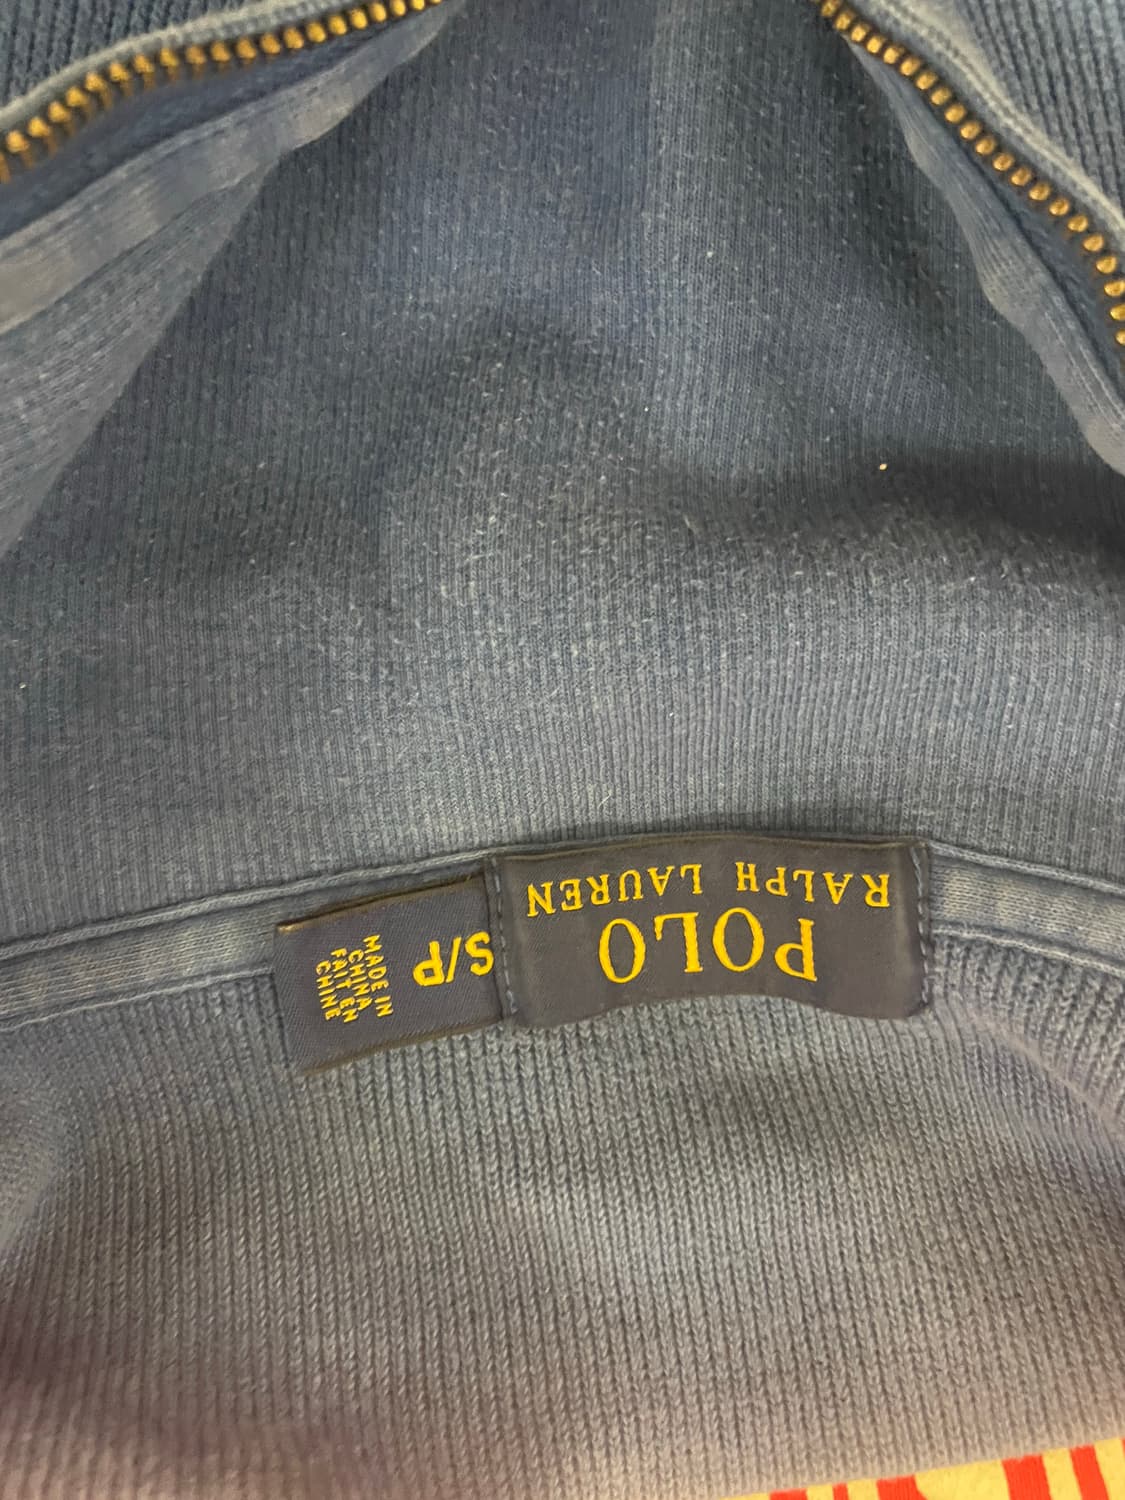 POLO
RALPH LAUREN
S/P
MADE IN
CHINA
FAIT EN
CHINE